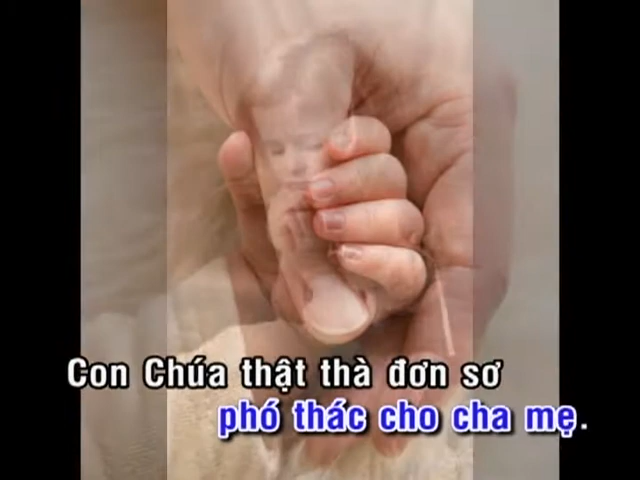 Con Chúa thật thà đơn sơ
phó thác cho cha mẹ.